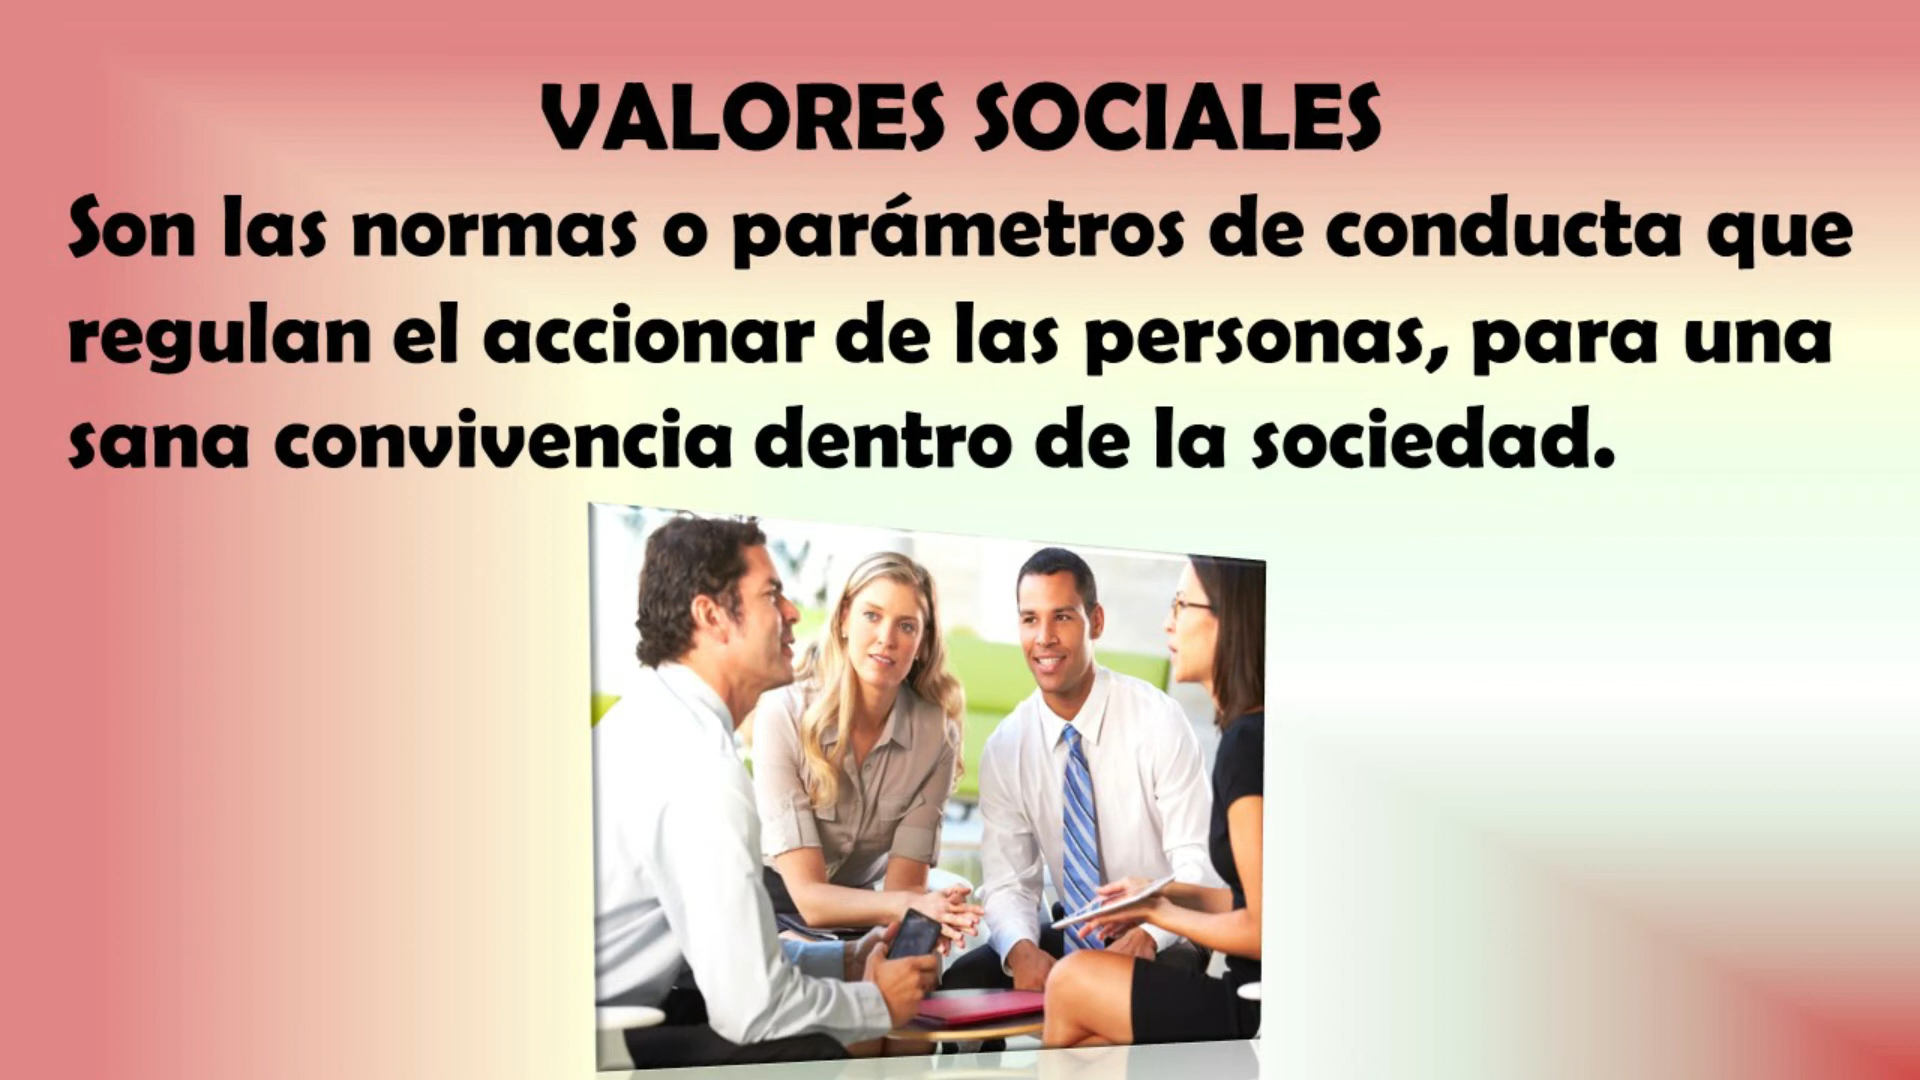 VALORES SOCIALES
Son las normas o parámetros de conducta que
regulan el accionar de las personas, para una
sana convivencia dentro de la sociedad.